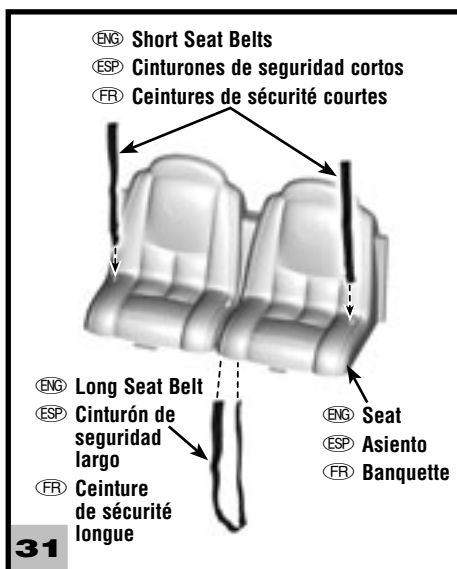 ENG Short Seat Belts
ESP Cinturones de seguridad cortos
FR Ceintures de sécurité courtes
ENG Long Seat Belt
ESP Cinturón de
seguridad
largo
FR Ceinture
de sécurité
longue
ENG Seat
ESP Asiento
FR Banquette
31